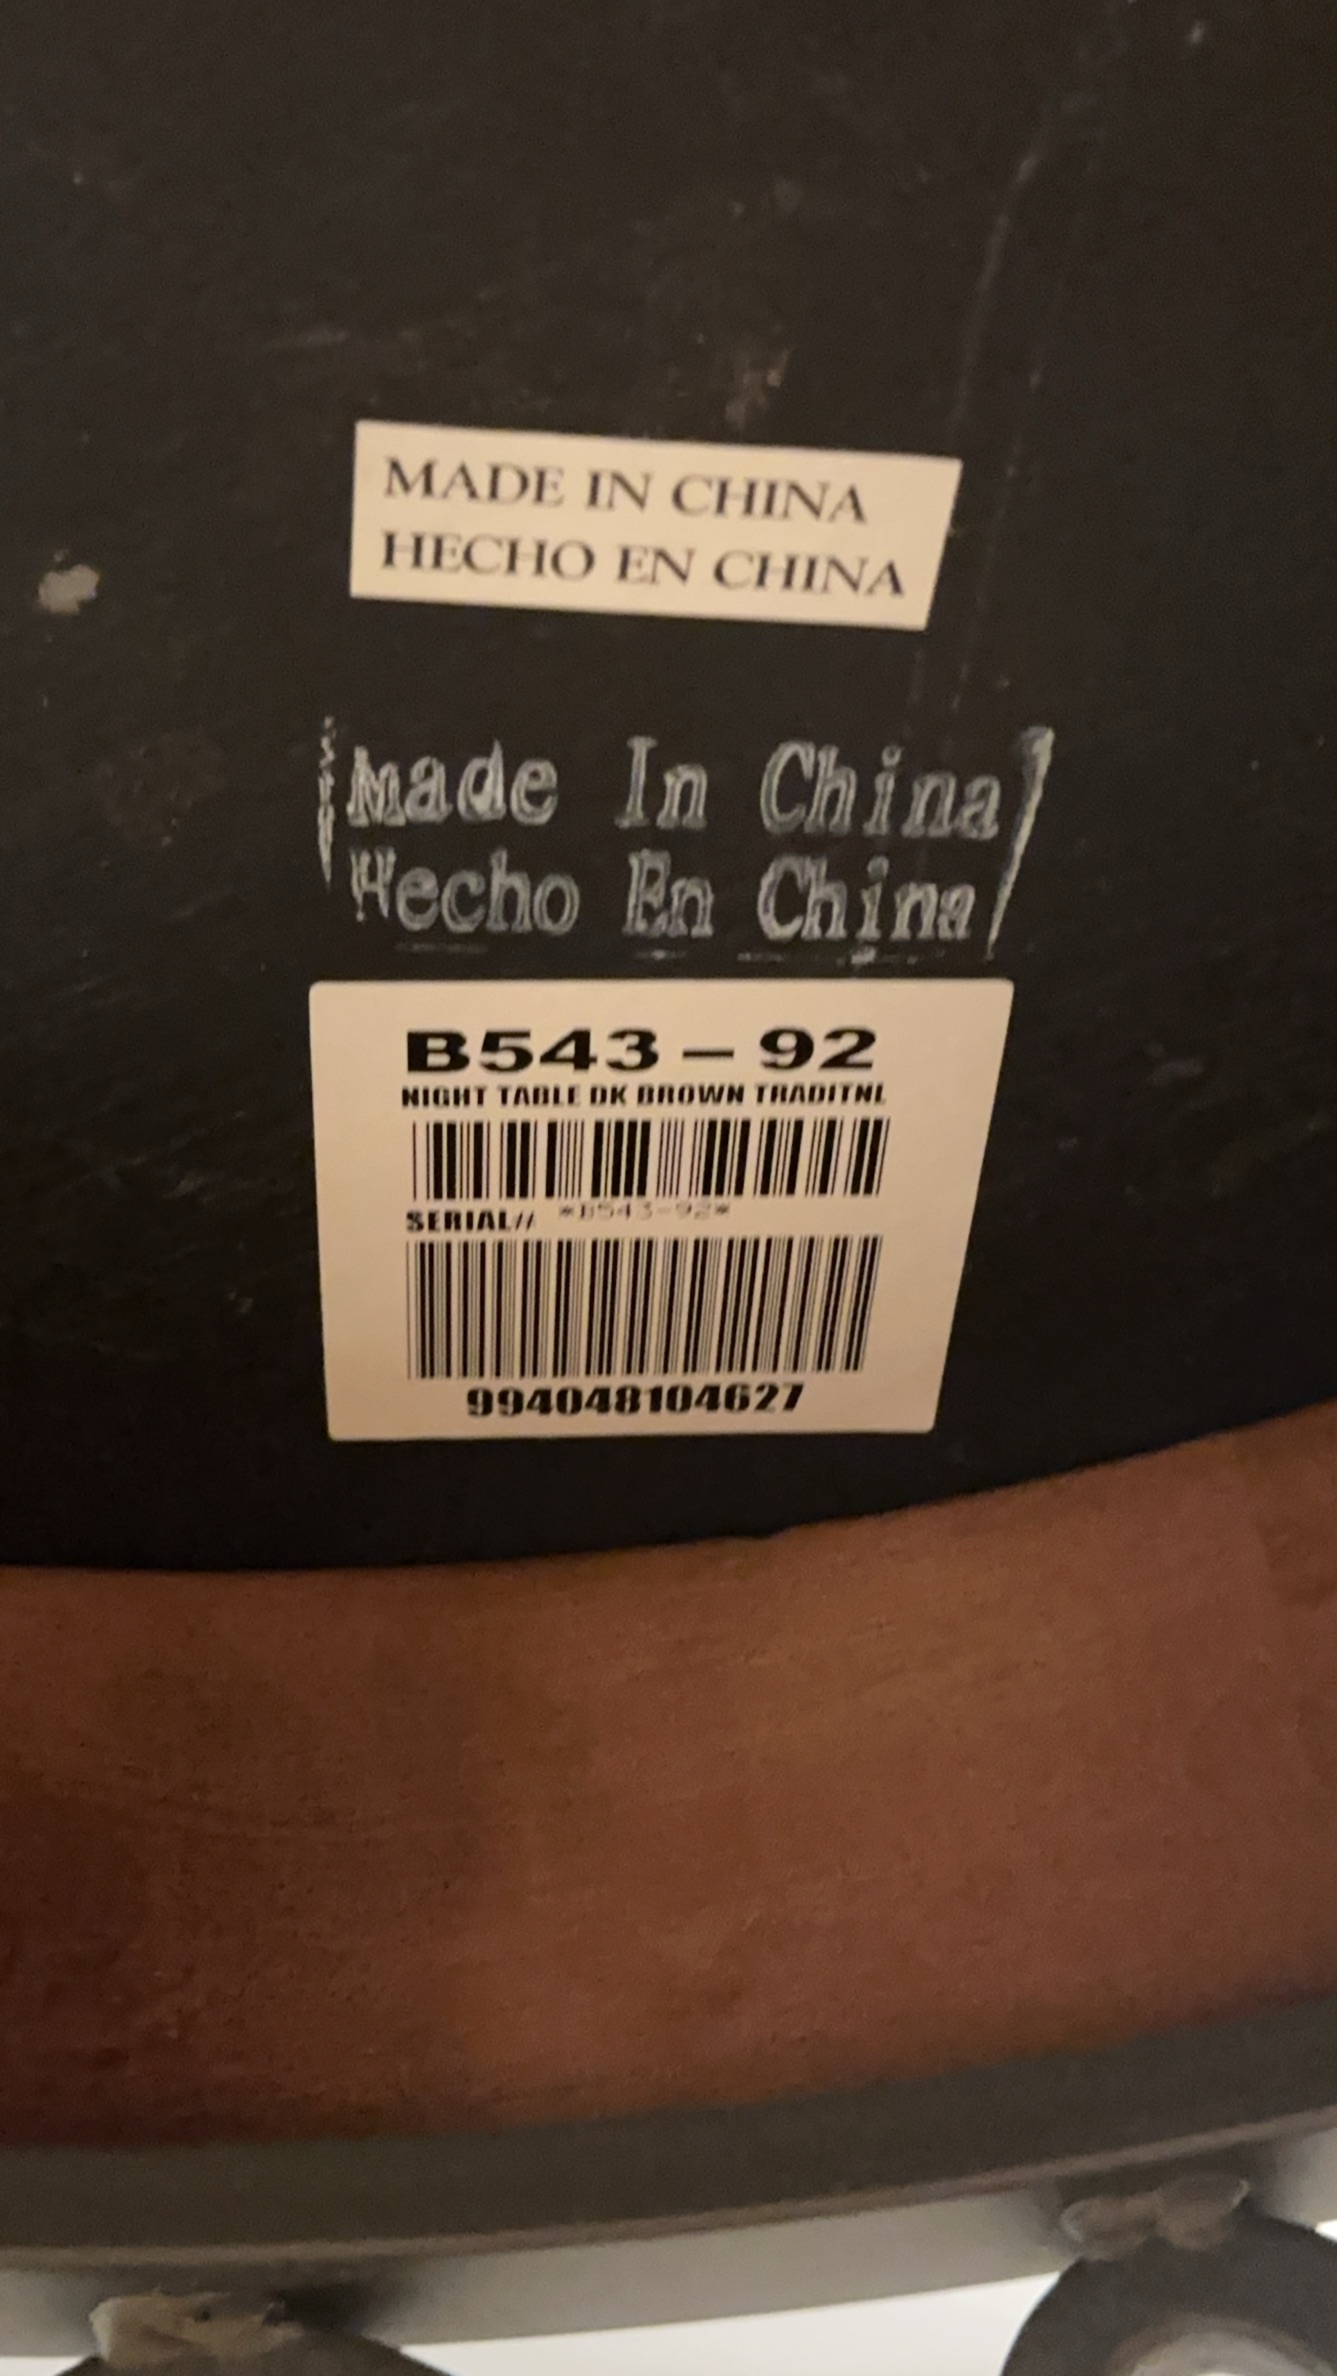 MADE IN CHINA
HECHO EN CHINA
Made In China
Hecho En China
B543-92
NIGHT TABLE DK BROWN TRADITNL
SERIAL// *B543-92*
994048104627